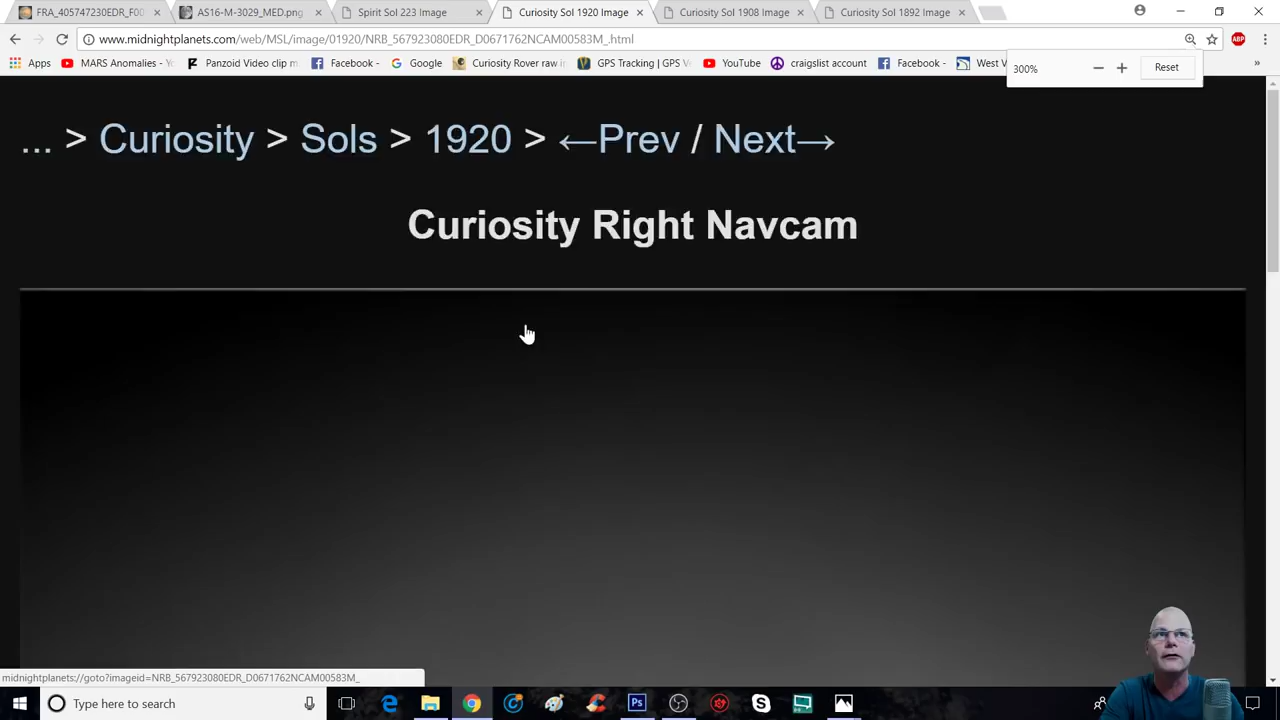 FRA_405747230EDR_F00
AS16-M-3029_MED.png
Spirit Sol 223 Image
Curiosity Sol 1920 Image
Curiosity Sol 1908 Image
Curiosity Sol 1892 Image
www.midnightplanets.com/web/MSL/image/01920/NRB_567923080EDR_D0671762NCAM00583M_.html
Apps
MARS Anomalies - Yo
Panzoid Video clip m
Facebook -
Google
Curiosity Rover raw i
GPS Tracking | GPS V
YouTube
craigslist account
Facebook -
West V
300%
Reset
... > Curiosity > Sols > 1920 > ←Prev / Next→
Curiosity Right Navcam
midnightplanets://goto?imageid=NRB_567923080EDR_D0671762NCAM00583M_
Type here to search